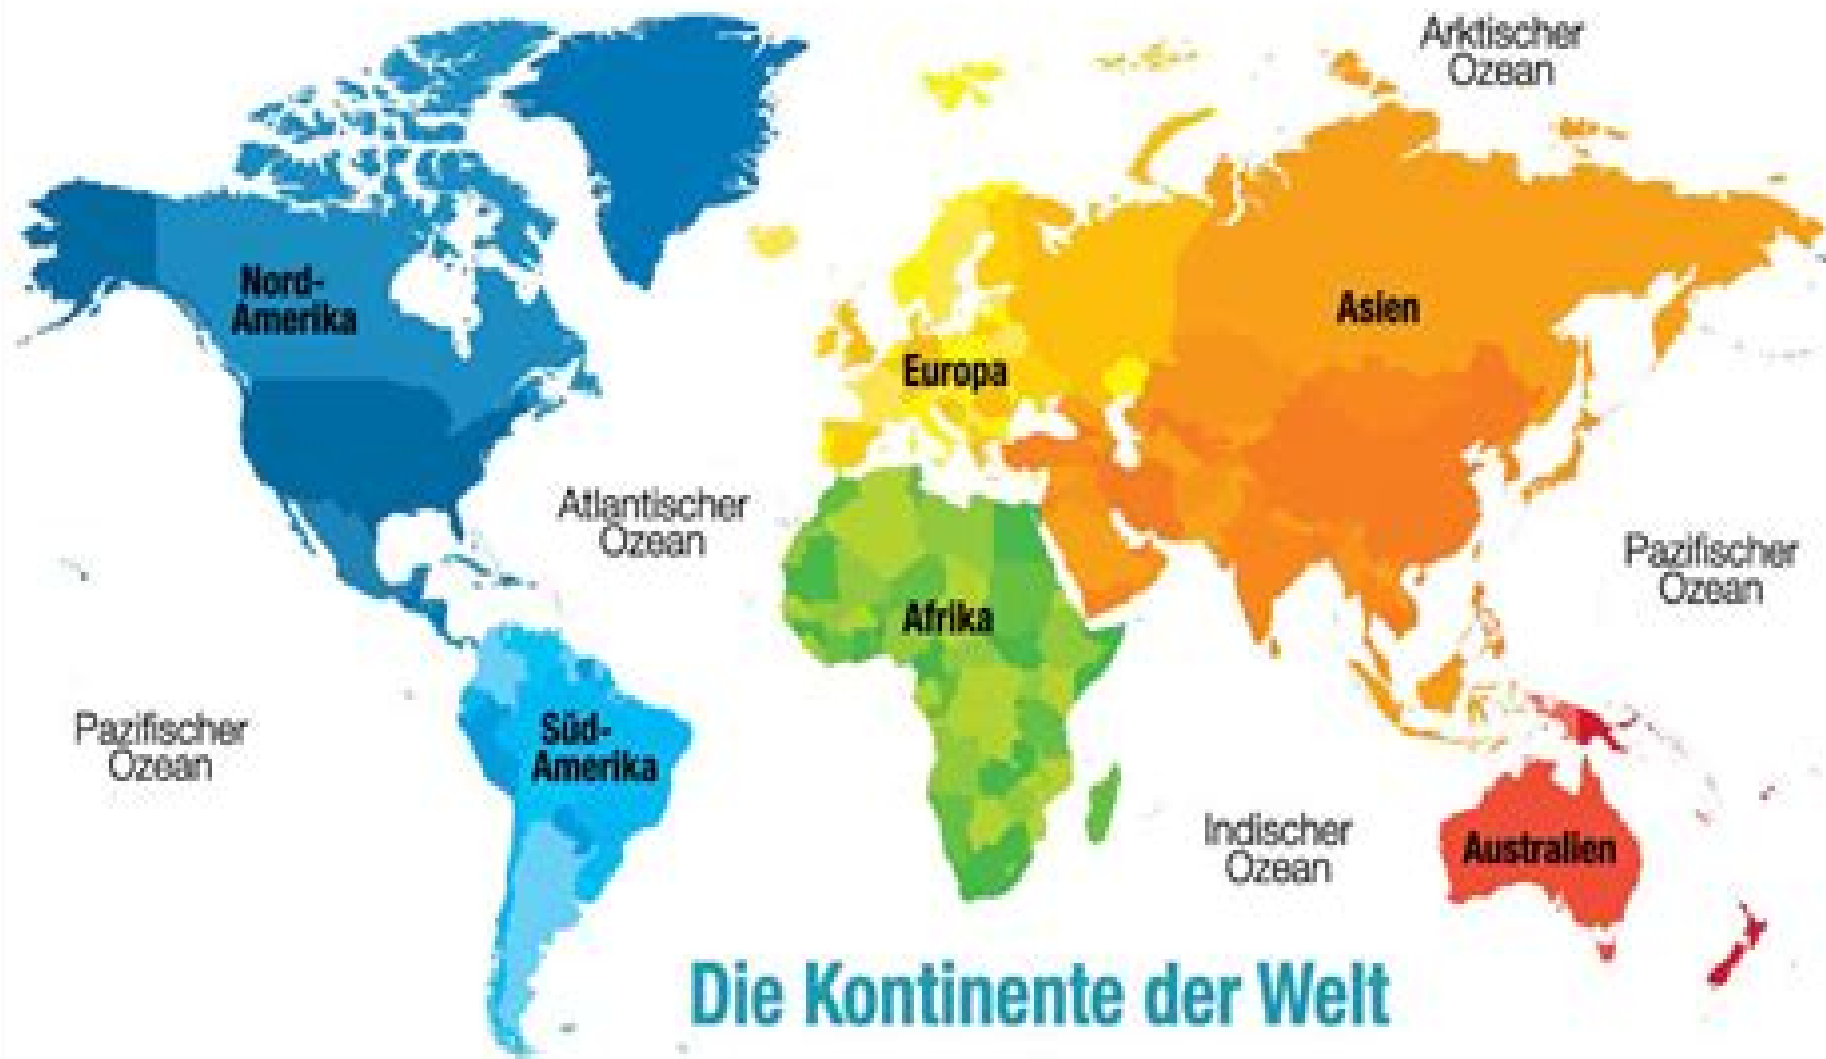 Arktischer
Ozean
Nord-
Amerika
Asien
Europa
Atlantischer
Ozean
Pazifischer
Ozean
Afrika
Pazifischer
Ozean
Süd-
Amerika
Indischer
Ozean
Australien
Die Kontinente der Welt